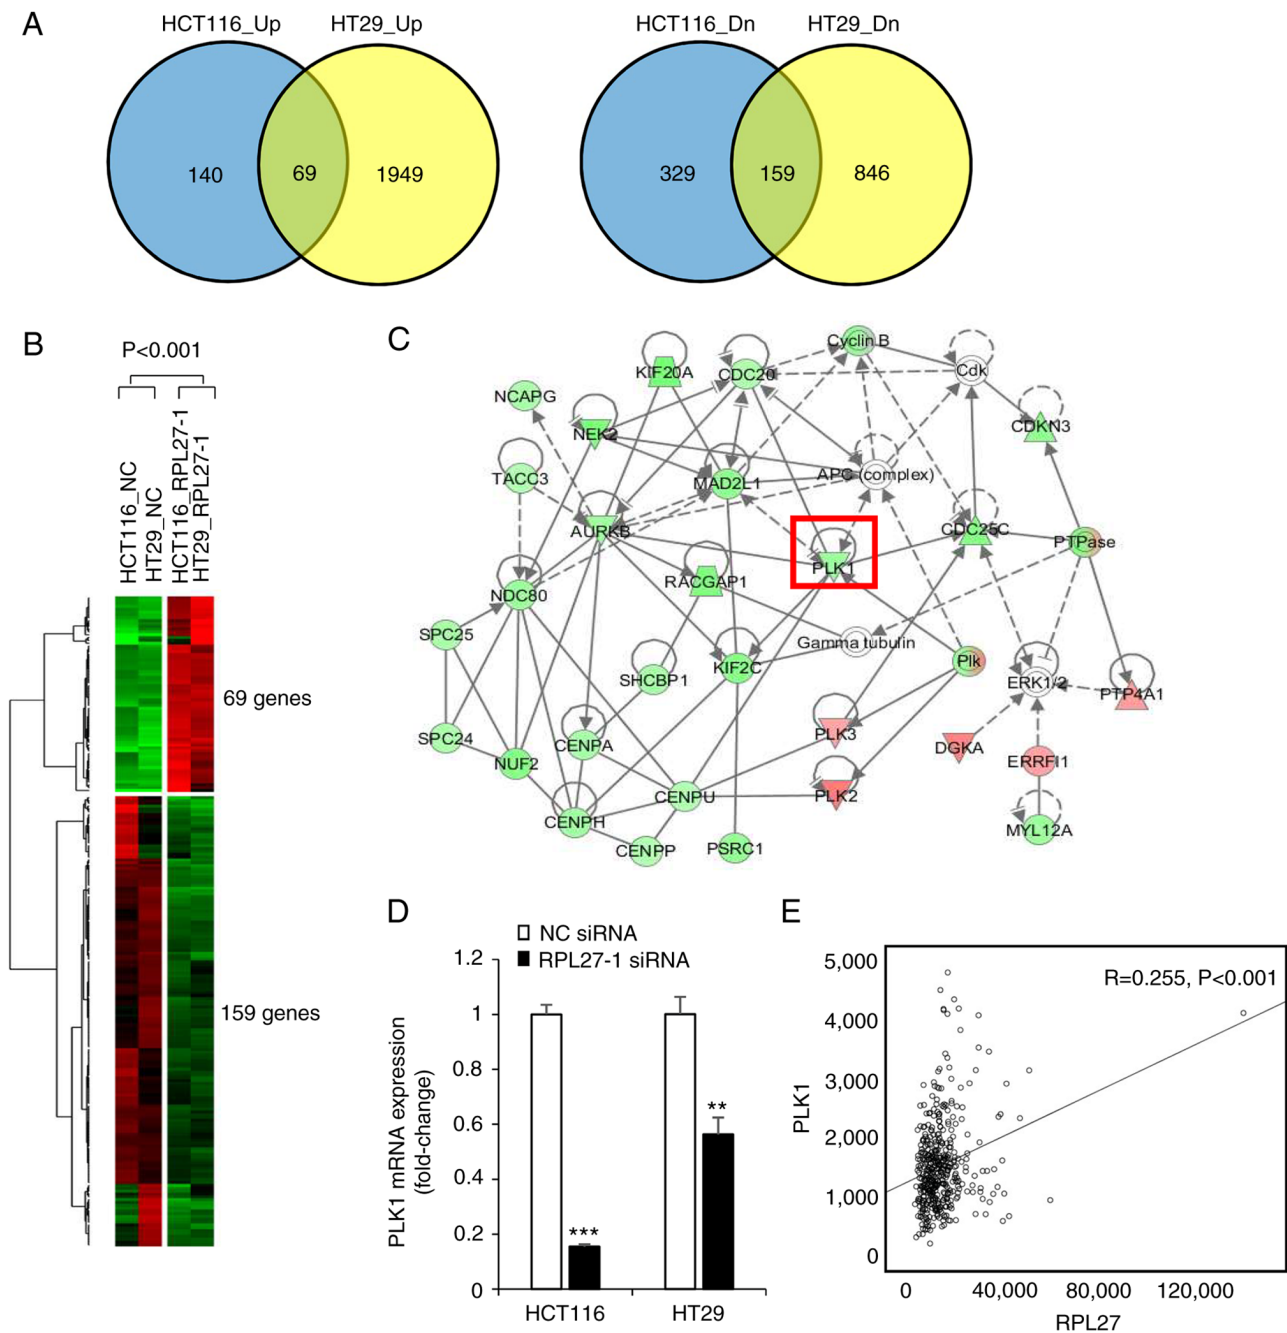 A
HCT116_Up
HT29_Up
HCT116_Dn
HT29_Dn
140
69
1949
329
159
846
B
P<0.001
HCT116_NC
HT29_NC
HCT116_RPL27-1
HT29_RPL27-1
69 genes
159 genes
C
Cyclin B
KIF20A
CDC20
Cdk
NCAPG
NEK2
CDKN3
TACC3
MAD2L1
APC (complex)
AURKB
CDC25C
PTPase
PLK1
RACGAP1
NDC80
SPC25
Gamma tubulin
Plk
SHCBP1
KIF2C
ERK1/2
PTP4A1
SPC24
CENPA
PLK3
DGKA
NUF2
ERRFI1
CENPU
PLK2
CENPH
MYL12A
CENPP
PSRC1
D
NC siRNA
RPL27-1 siRNA
PLK1 mRNA expression
(fold-change)
1.2
1
0.8
0.6
0.4
0.2
0
***
**
HCT116
HT29
E
R=0.255, P<0.001
PLK1
5,000
4,000
3,000
2,000
1,000
0
0
40,000
80,000
120,000
RPL27